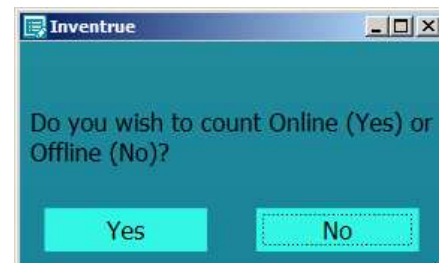 Inventrue
Do you wish to count Online (Yes) or
Offline (No)?
Yes
No